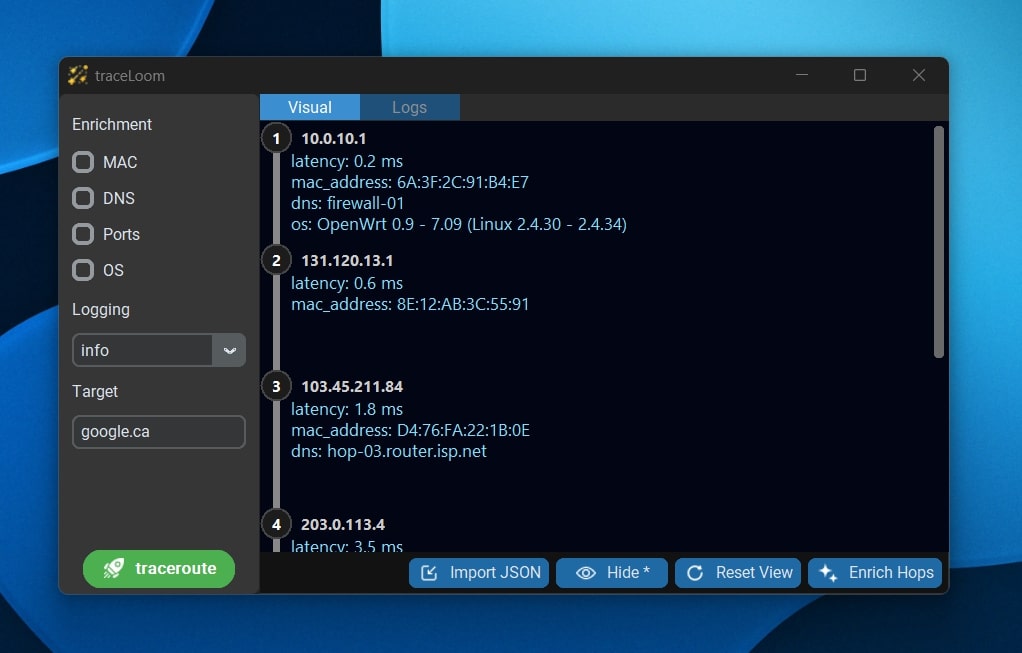 traceLoom
Enrichment
MAC
DNS
Ports
OS
Logging
info
Target
google.ca
traceroute
Visual
Logs
1
10.0.10.1
latency: 0.2 ms
mac_address: 6A:3F:2C:91:B4:E7
dns: firewall-01
os: OpenWrt 0.9 - 7.09 (Linux 2.4.30 - 2.4.34)
2
131.120.13.1
latency: 0.6 ms
mac_address: 8E:12:AB:3C:55:91
3
103.45.211.84
latency: 1.8 ms
mac_address: D4:76:FA:22:1B:0E
dns: hop-03.router.isp.net
4
203.0.113.4
latency: 3.5 ms
Import JSON
Hide *
Reset View
Enrich Hops